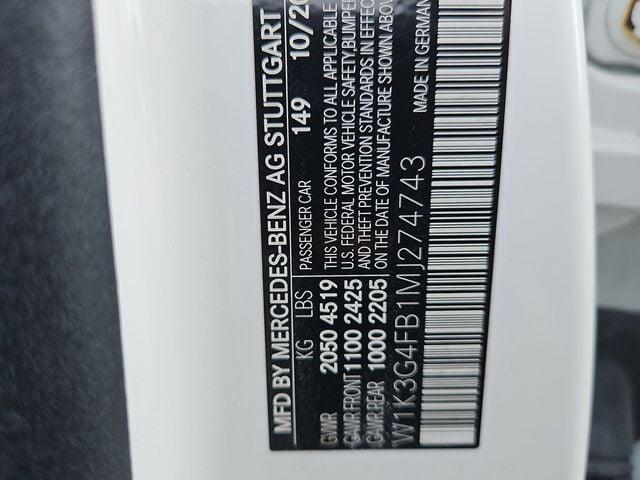 MFD BY MERCEDES-BENZ AG STUTTGART 10/20
KG LBS PASSENGER CAR 149
GVWR 2050 4519 THIS VEHICLE CONFORMS TO ALL APPLICABLE
GAWR FRONT 1100 2425 U.S. FEDERAL MOTOR VEHICLE SAFETY, BUMPER
GAWR REAR 1000 2205 AND THEFT PREVENTION STANDARDS IN EFFECT
ON THE DATE OF MANUFACTURE SHOWN ABOVE
W1K3G4FB1MJ274743 MADE IN GERMANY